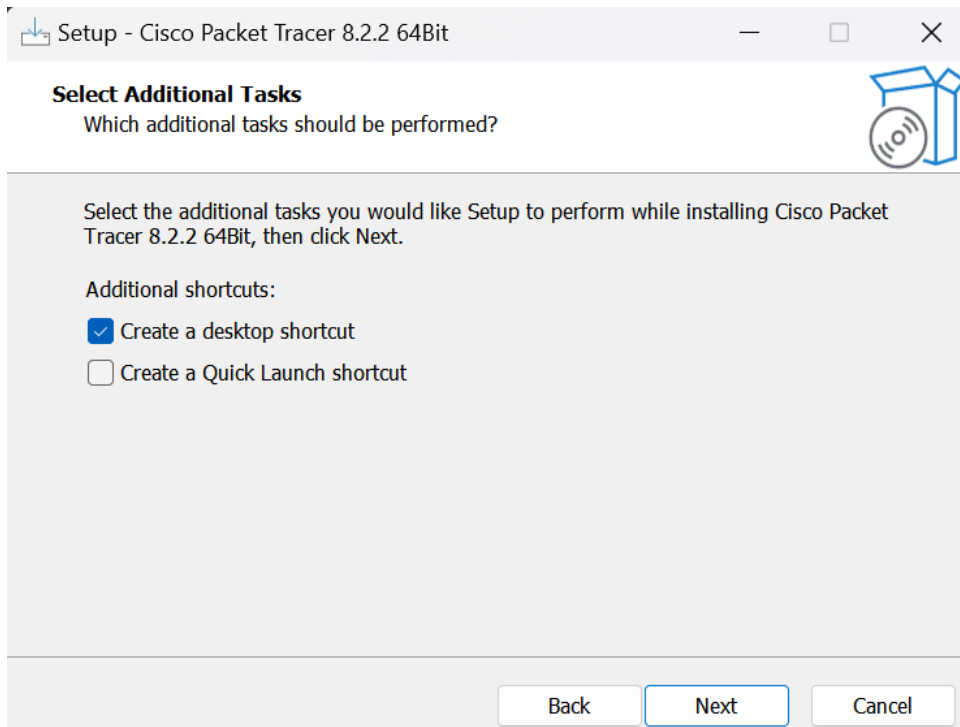 Setup - Cisco Packet Tracer 8.2.2 64Bit
Select Additional Tasks
Which additional tasks should be performed?
Select the additional tasks you would like Setup to perform while installing Cisco Packet
Tracer 8.2.2 64Bit, then click Next.
Additional shortcuts:
Create a desktop shortcut
Create a Quick Launch shortcut
Back Next Cancel